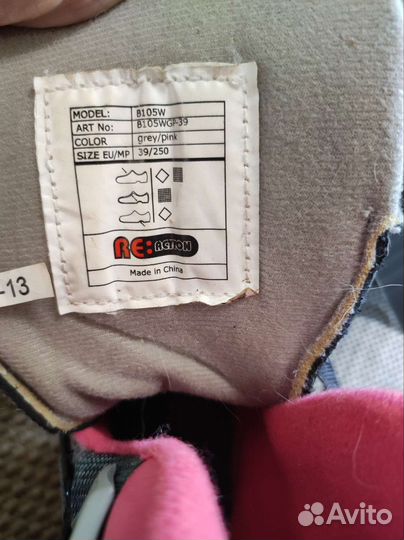 MODEL: 8105W
ART No: 8105WGP-39
COLOR grey/pink
SIZE EU/MP 39/250
RE:ACTION
Made in China
-13
Avito